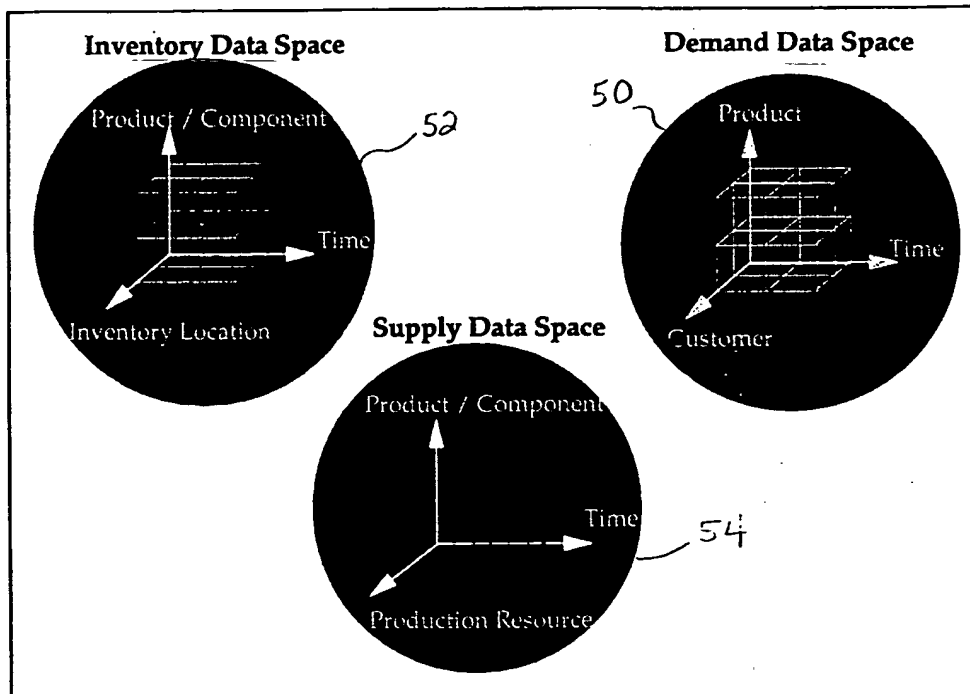 Inventory Data Space
Product / Component
Time
Inventory Location
52
Demand Data Space
50
Product
Time
Customer
Supply Data Space
Product / Component
Time
Production Resource
54